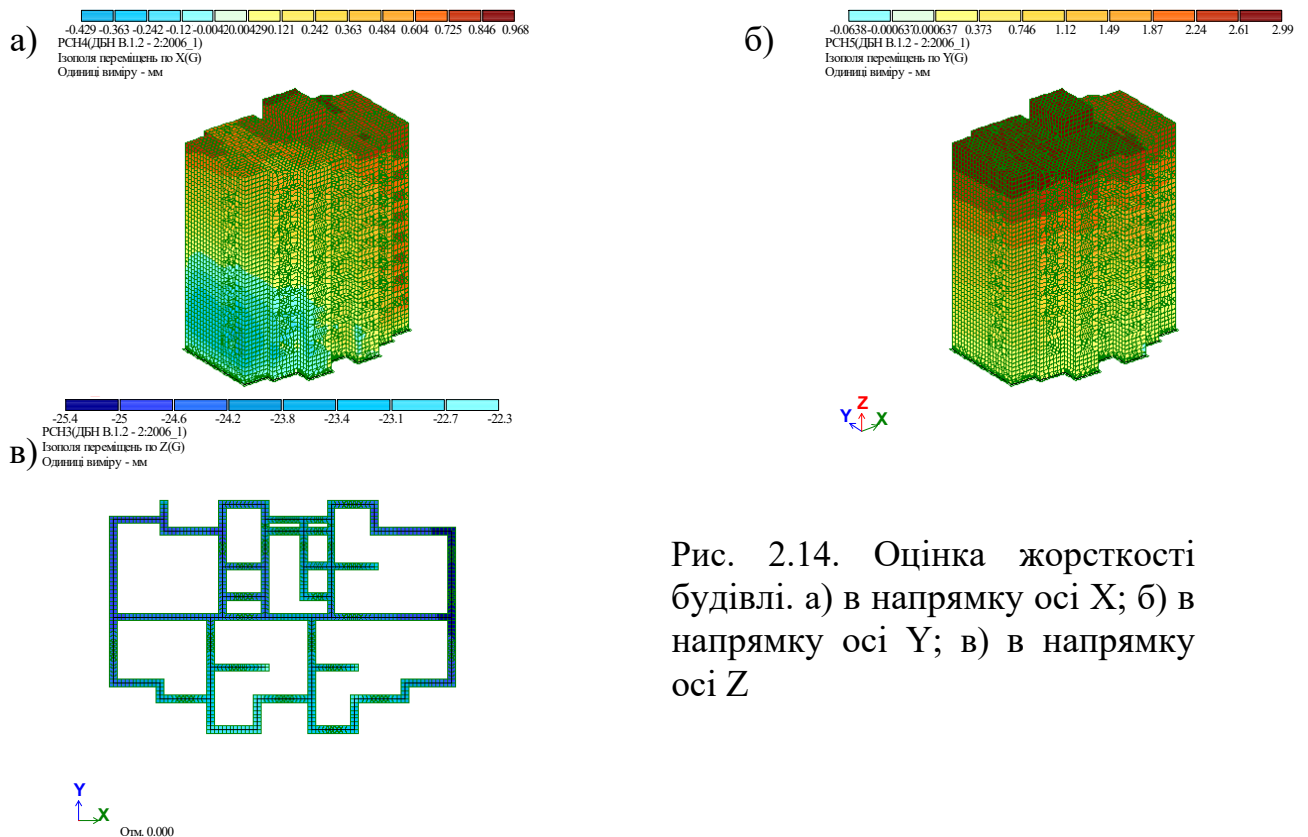 -0.429 -0.363 -0.242 -0.12 -0.00420.00429 0.121 0.242 0.363 0.484 0.604 0.725 0.846 0.968
а)
РСН4(ДБН В.1.2 - 2:2006_1)
Ізополя переміщень по X(G)
Одиниці виміру - мм
-0.0638-0.000637 0.000637 0.373 0.746 1.12 1.49 1.87 2.24 2.61 2.99
б)
РСН5(ДБН В.1.2 - 2:2006_1)
Ізополя переміщень по Y(G)
Одиниці виміру - мм
Z
Y X
-25.4 -25 -24.6 -24.2 -23.8 -23.4 -23.1 -22.7 -22.3
РСН3(ДБН В.1.2 - 2:2006_1)
в) Ізополя переміщень по Z(G)
Одиниці виміру - мм
Рис. 2.14. Оцінка жорсткості
будівлі. а) в напрямку осі X; б) в
напрямку осі Y; в) в напрямку
осі Z
Y
X
Отм. 0.000